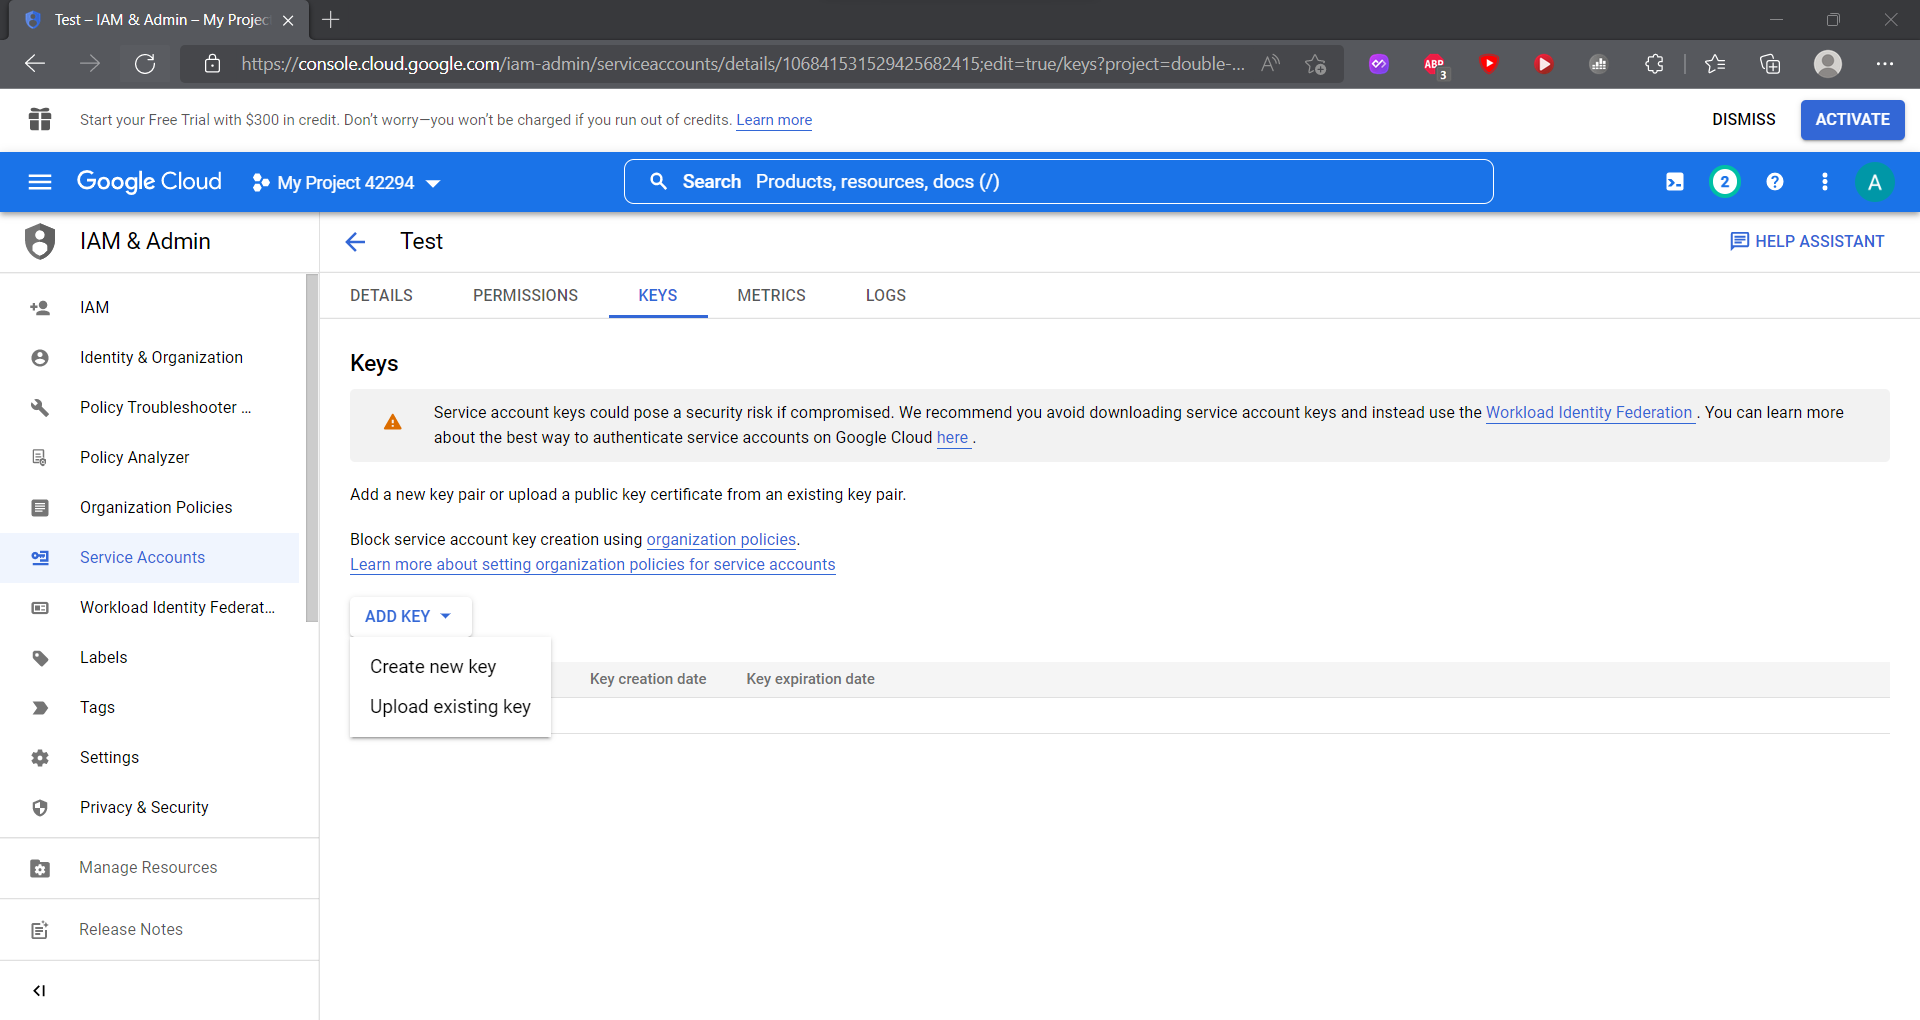 Test – IAM & Admin – My Projec
https://console.cloud.google.com/iam-admin/serviceaccounts/details/106841531529425682415;edit=true/keys?project=double-...
ABP
3
Start your Free Trial with $300 in credit. Don't worry—you won't be charged if you run out of credits. Learn more
DISMISS
ACTIVATE
Google Cloud
My Project 42294
Search Products, resources, docs (/)
2
?
A
IAM & Admin
Test
HELP ASSISTANT
DETAILS
PERMISSIONS
KEYS
METRICS
LOGS
IAM
Identity & Organization
Policy Troubleshooter ...
Policy Analyzer
Organization Policies
Service Accounts
Workload Identity Federat...
Labels
Tags
Settings
Privacy & Security
Manage Resources
Release Notes
Keys
Service account keys could pose a security risk if compromised. We recommend you avoid downloading service account keys and instead use the Workload Identity Federation . You can learn more
about the best way to authenticate service accounts on Google Cloud here .
Add a new key pair or upload a public key certificate from an existing key pair.
Block service account key creation using organization policies.
Learn more about setting organization policies for service accounts
ADD KEY
Create new key
Upload existing key
Key creation date
Key expiration date